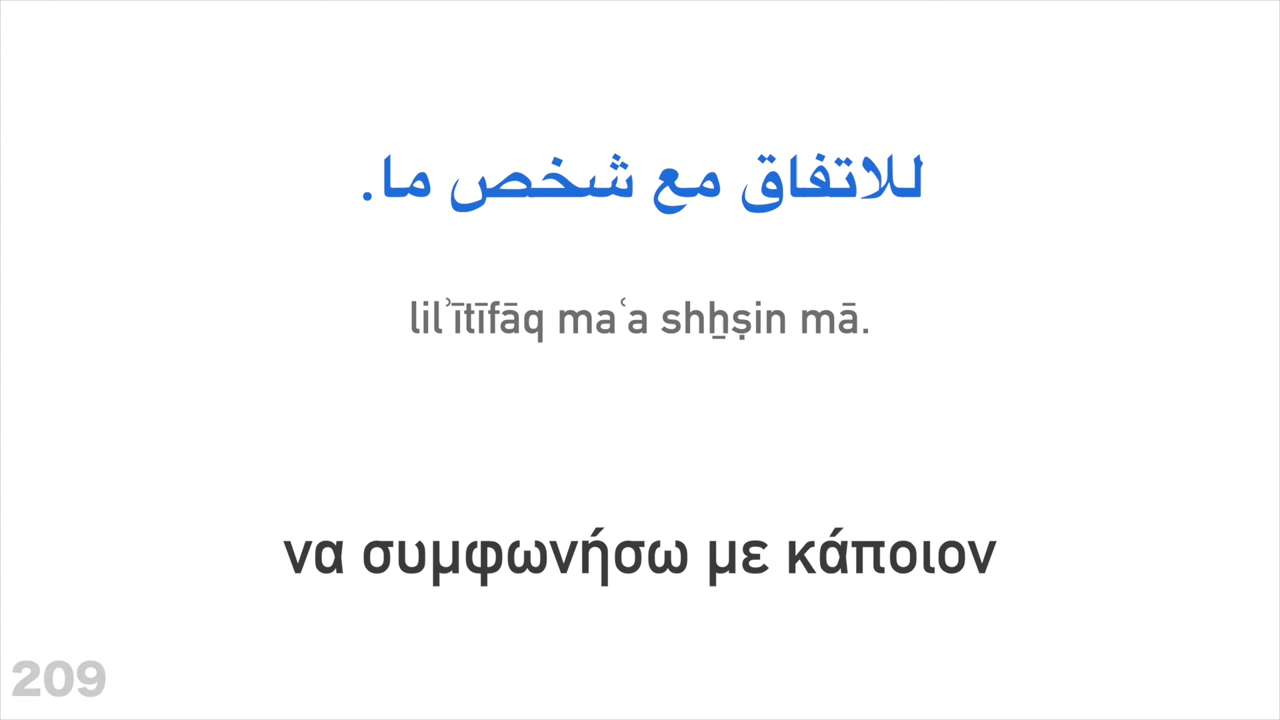 للاتفاق مع شخص ما.
lilʾītīfāq maʿa shẖṣin mā.
να συμφωνήσω με κάποιον
209